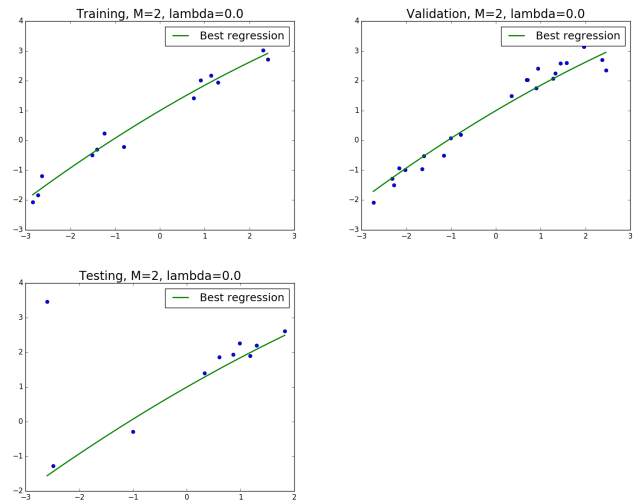 Training, M=2, lambda=0.0
Best regression
4
3
2
1
0
−1
−2
−3
−3 −2 −1 0 1 2 3
Validation, M=2, lambda=0.0
Best regression
4
3
2
1
0
−1
−2
−3
−3 −2 −1 0 1 2 3
Testing, M=2, lambda=0.0
Best regression
4
3
2
1
0
−1
−2
−3 −2 −1 0 1 2